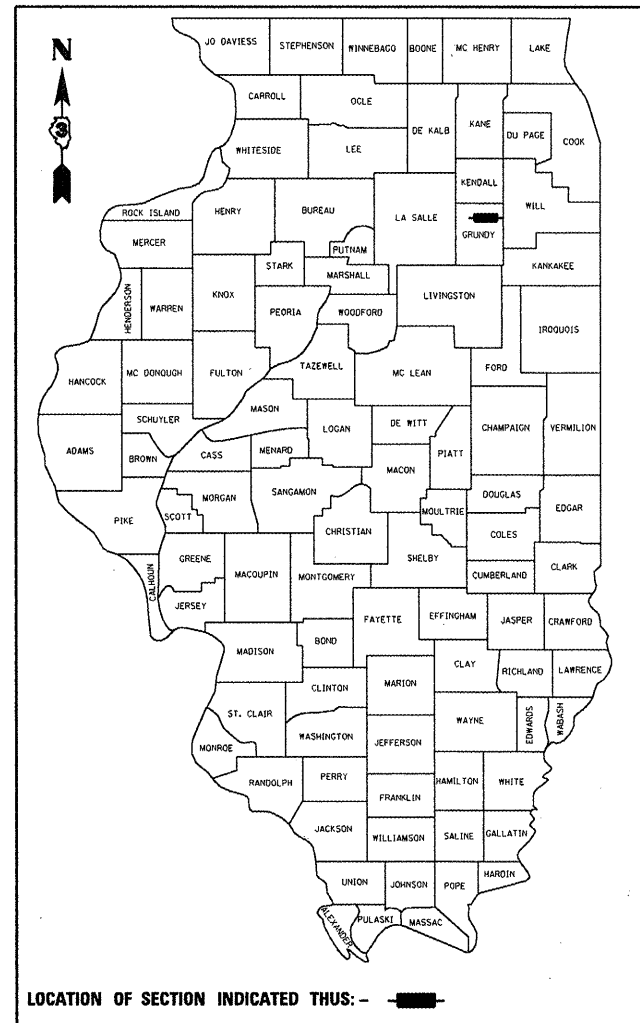 JO DAVIESS STEPHENSON WINNEBAGO BOONE MC HENRY LAKE
N
CARROLL OGLE DE KALB KANE DU PAGE COOK
3
WHITESIDE LEE
KENDALL
ROCK ISLAND HENRY BUREAU LA SALLE WILL
GRUNDY
MERCER PUTNAM
STARK MARSHALL KANKAKEE
HENDERSON WARREN KNOX PEORIA WOODFORD LIVINGSTON IROQUOIS
HANCOCK MC DONOUGH FULTON TAZEWELL MC LEAN FORD
MASON
SCHUYLER LOGAN DE WITT CHAMPAIGN VERMILION
ADAMS BROWN CASS MENARD MACON PIATT
MORGAN SANGAMON DOUGLAS EDGAR
PIKE SCOTT CHRISTIAN MOULTRIE
COLES
GREENE MACOUPIN MONTGOMERY SHELBY CUMBERLAND CLARK
CALHOUN JERSEY
FAYETTE EFFINGHAM JASPER CRAWFORD
MADISON BOND
CLAY RICHLAND LAWRENCE
CLINTON MARION
ST. CLAIR WAYNE EDWARDS WABASH
WASHINGTON JEFFERSON
MONROE
RANDOLPH PERRY HAMILTON WHITE
FRANKLIN
JACKSON WILLIAMSON SALINE GALLATIN
UNION JOHNSON POPE HARDIN
ALEXANDER PULASKI MASSAC
LOCATION OF SECTION INDICATED THUS: -